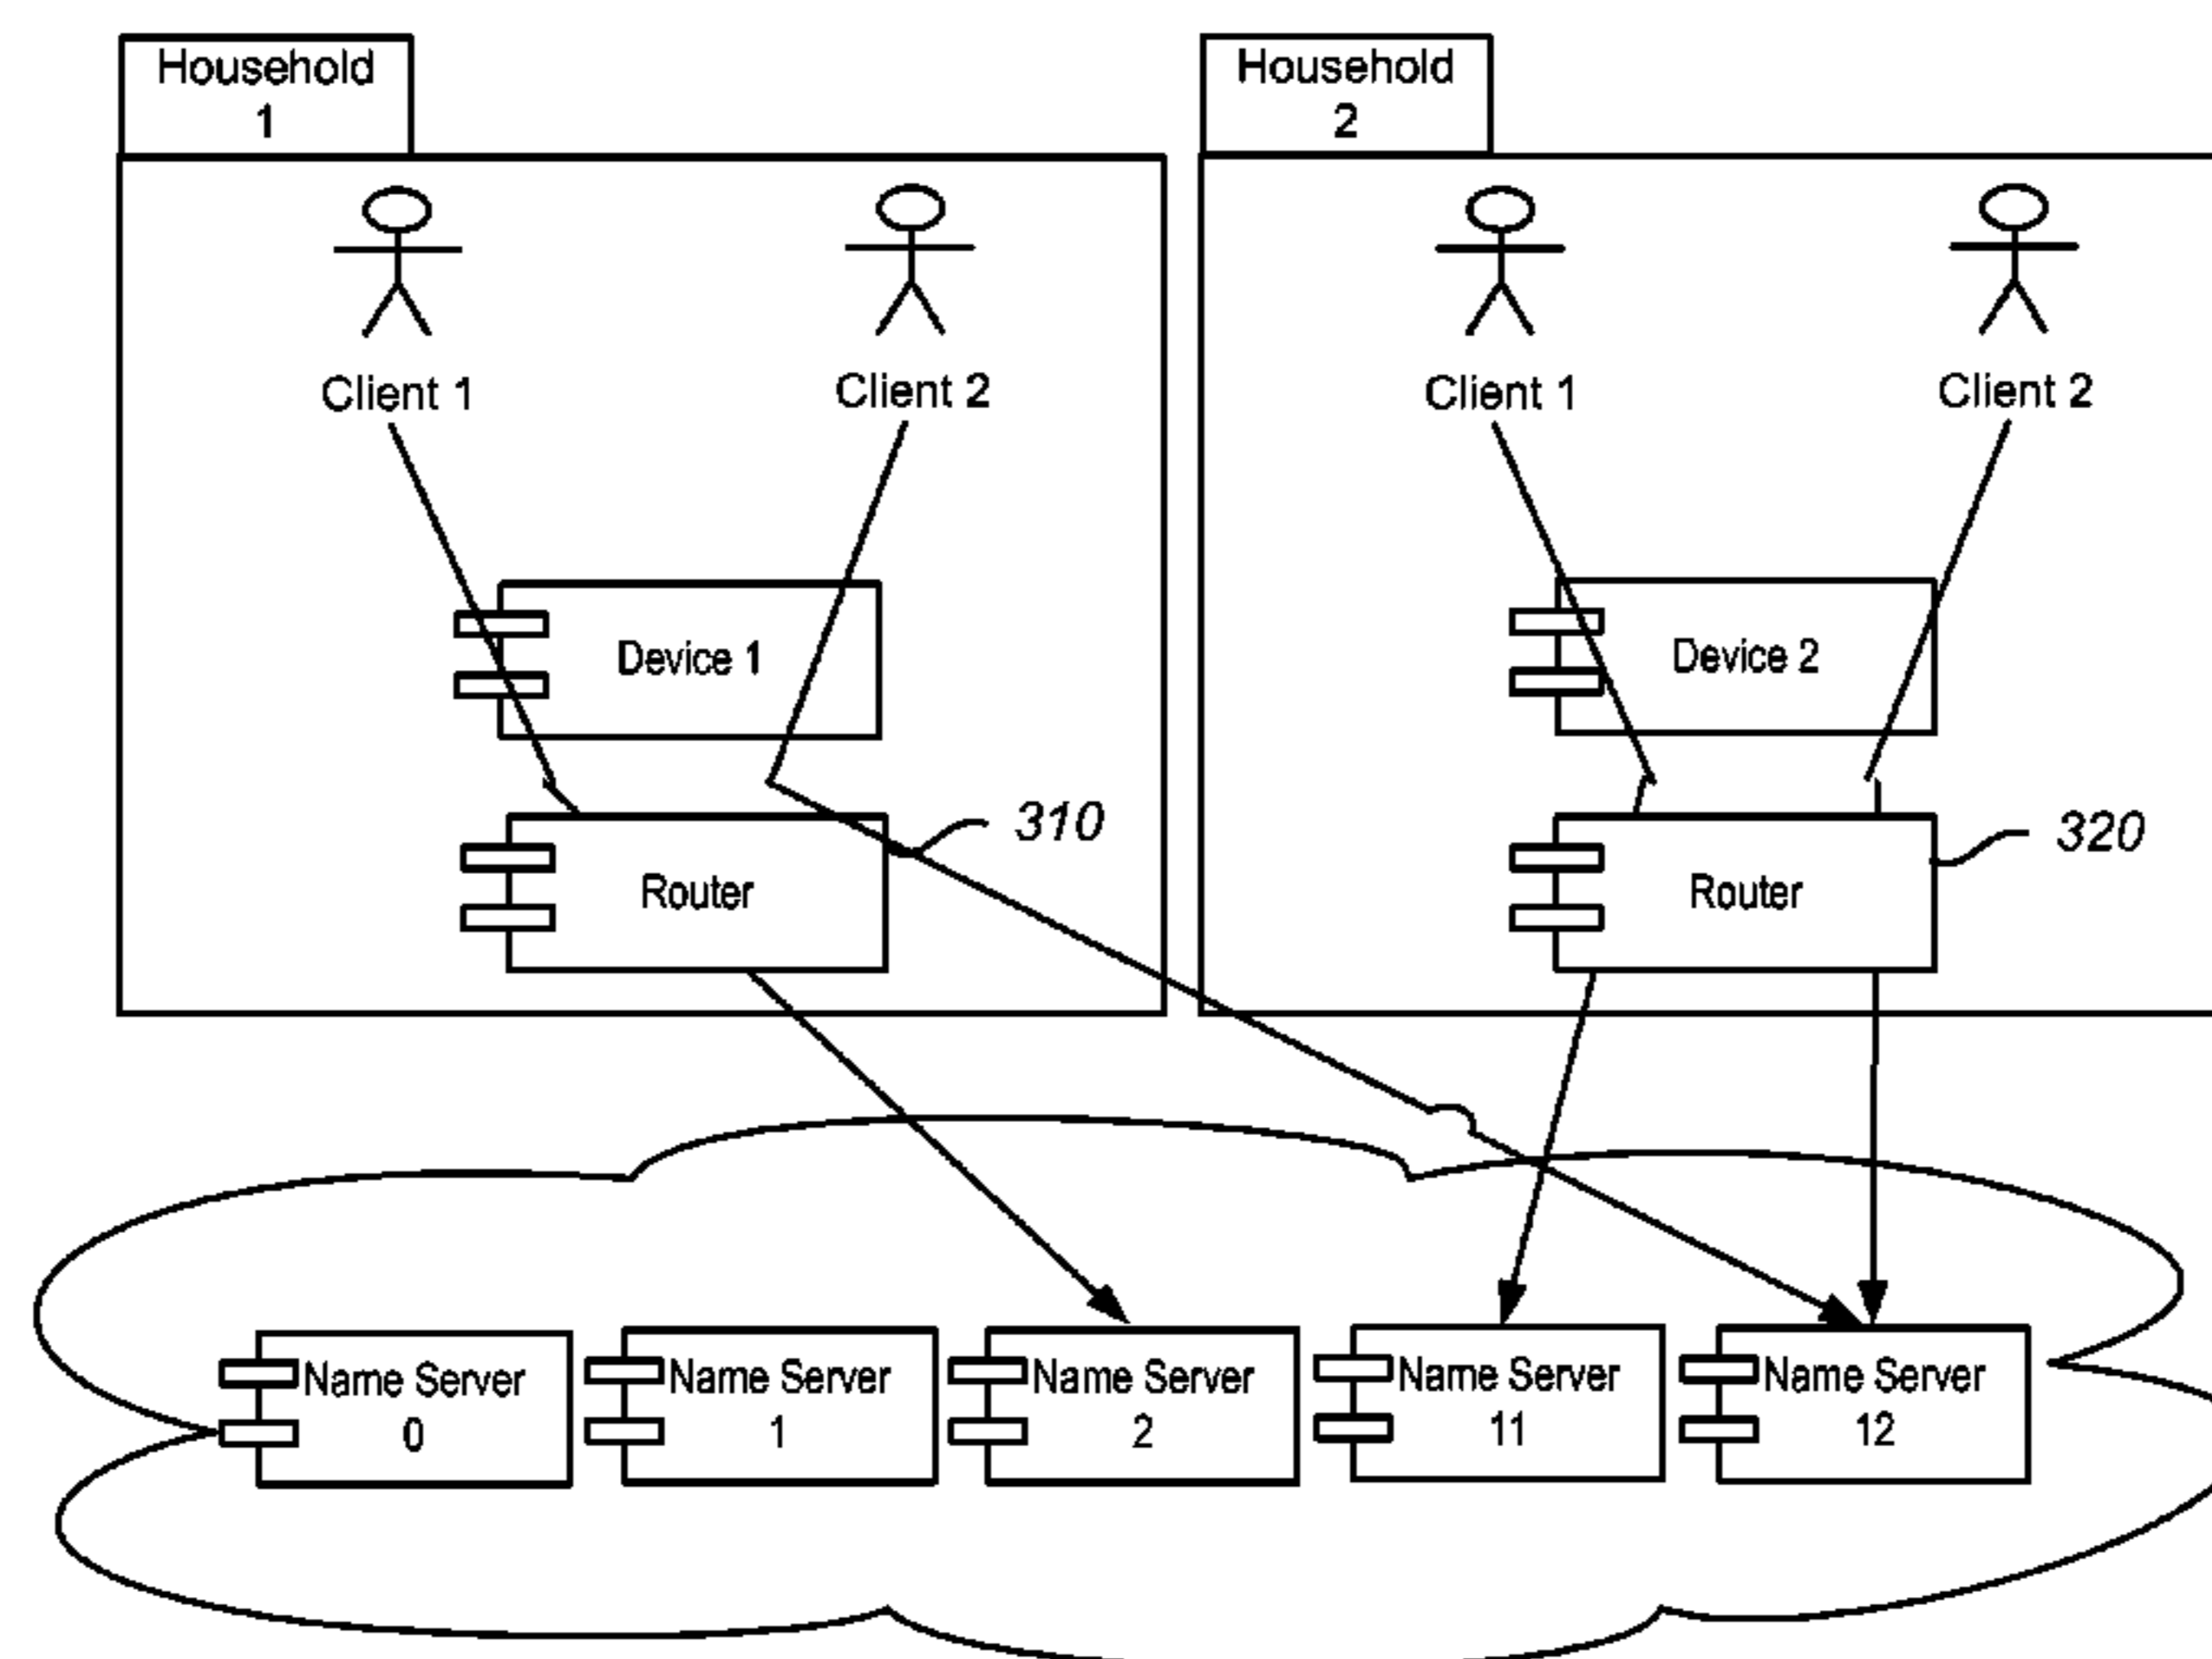 Household
1
Household
2
Client 1
Client 2
Client 1
Client 2
Device 1
Device 2
310
320
Router
Router
Name Server
0
Name Server
1
Name Server
2
Name Server
11
Name Server
12